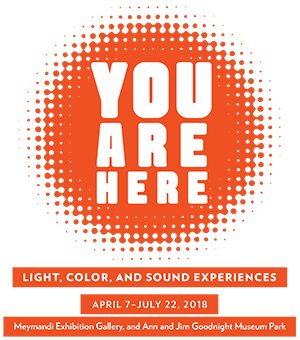 YOU
ARE
HERE
LIGHT, COLOR, AND SOUND EXPERIENCES
APRIL 7–JULY 22, 2018
Meymandi Exhibition Gallery, and Ann and Jim Goodnight Museum Park